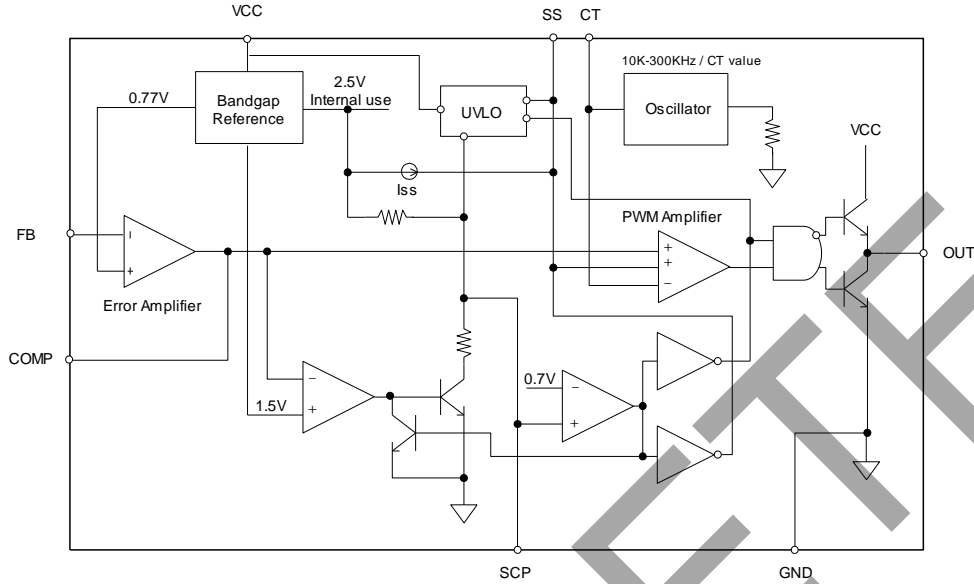 VCC
SS
CT
10K-300KHz / CT value
2.5V
Internal use
0.77V
Bandgap
Reference
UVLO
Oscillator
VCC
Iss
PWM Amplifier
FB
OUT
Error Amplifier
COMP
1.5V
0.7V
SCP
GND